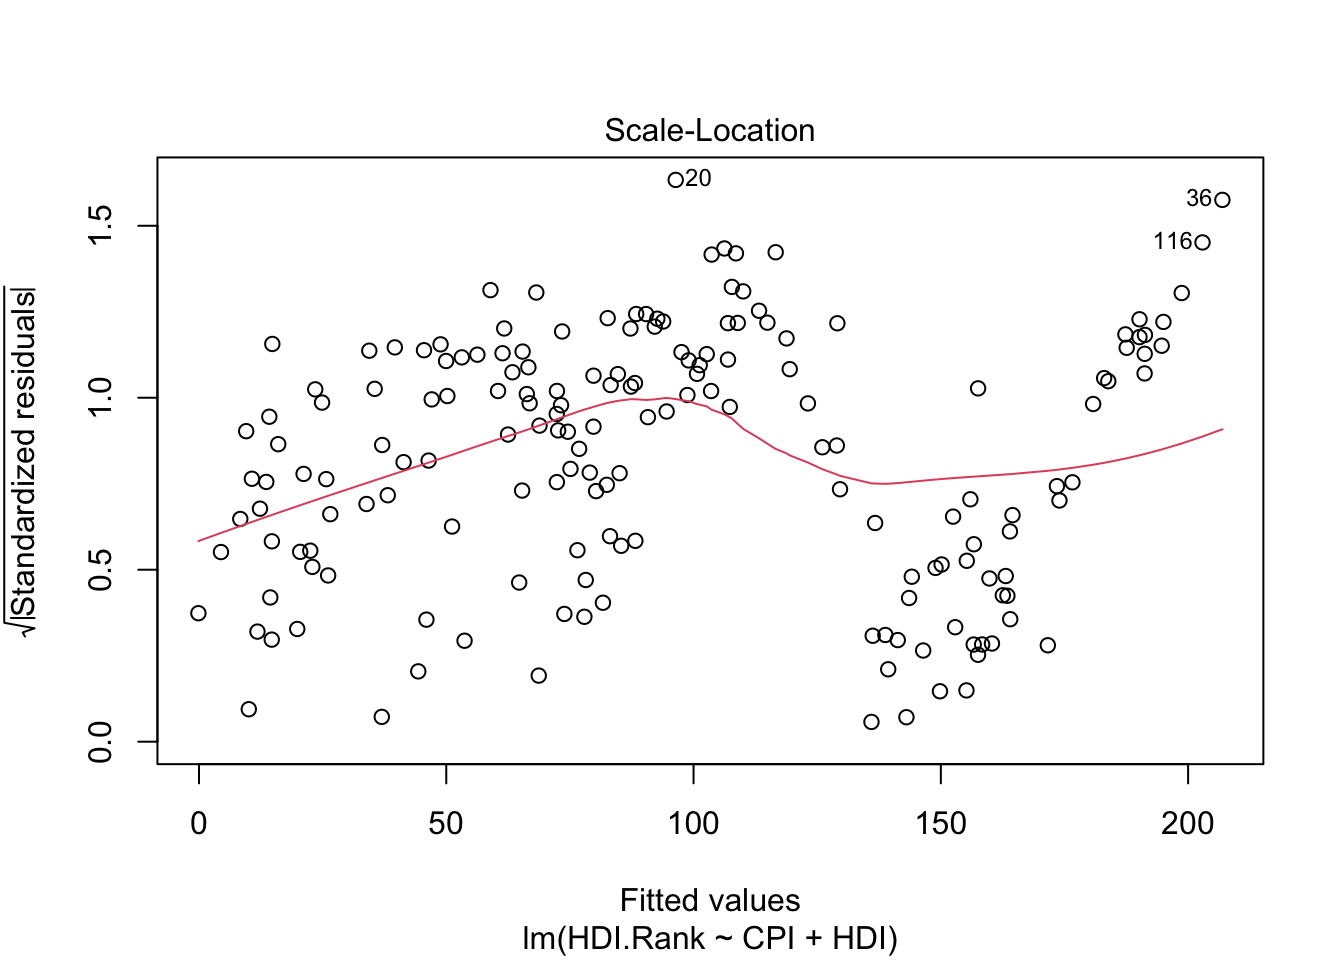 Scale-Location
20
36
116
1.5
1.0
0.5
0.0
√|Standardized residuals|
0 50 100 150 200
Fitted values
lm(HDI.Rank ~ CPI + HDI)